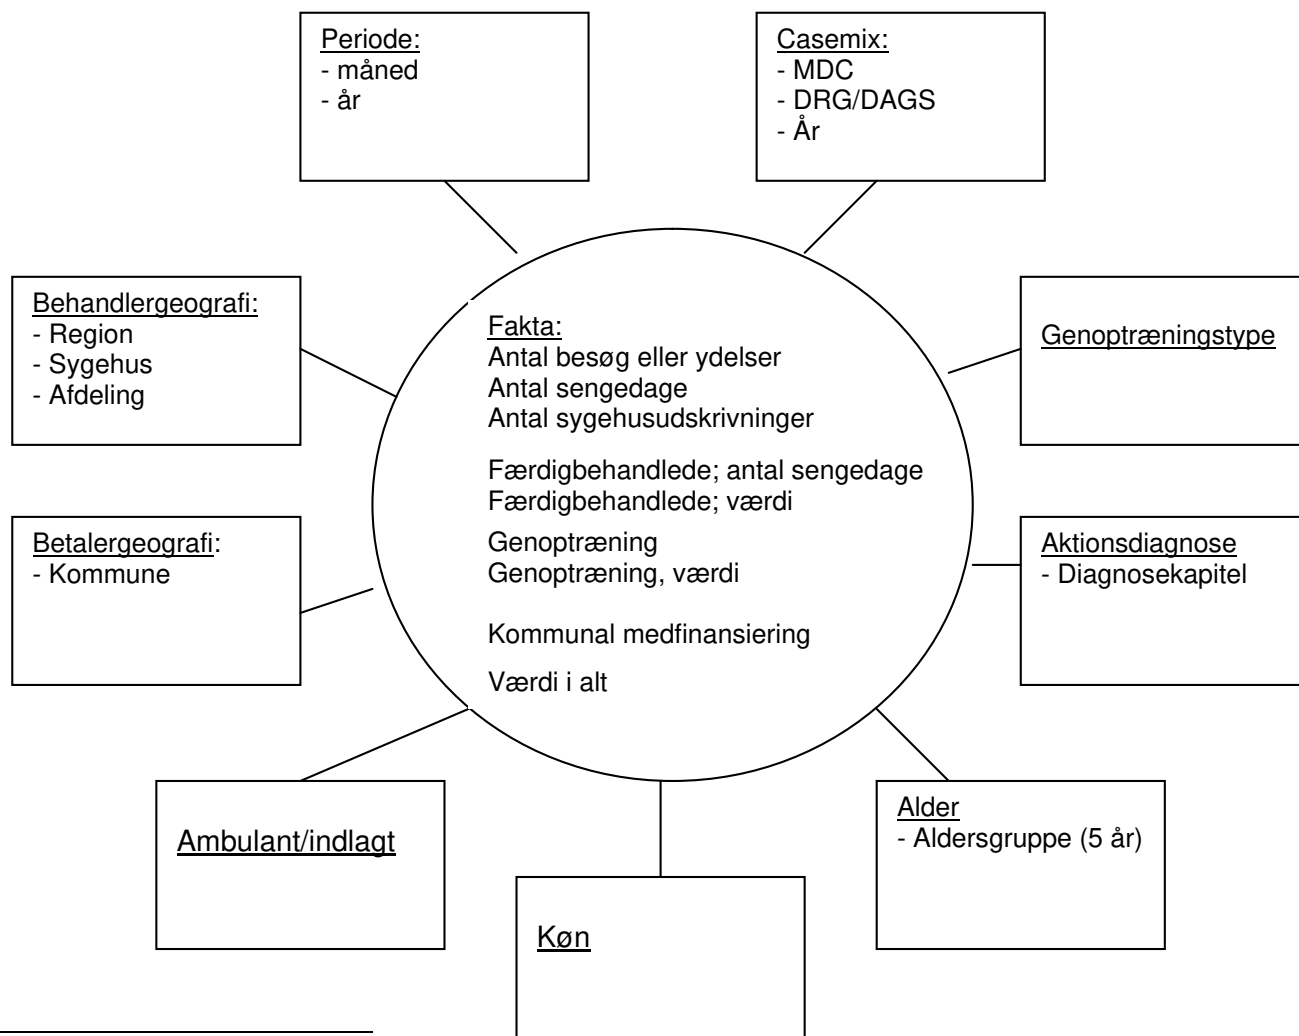 Periode:
- måned
- år
Casemix:
- MDC
- DRG/DAGS
- År
Behandlergeografi:
- Region
- Sygehus
- Afdeling
Fakta:
Antal besøg eller ydelser
Antal sengedage
Antal sygehusudskrivninger
Færdigbehandlede; antal sengedage
Færdigbehandlede; værdi
Genoptræning
Genoptræning, værdi
Kommunal medfinansiering
Værdi i alt
Genoptræningstype
Betalergeografi:
- Kommune
Aktionsdiagnose
- Diagnosekapitel
Ambulant/indlagt
Køn
Alder
- Aldersgruppe (5 år)